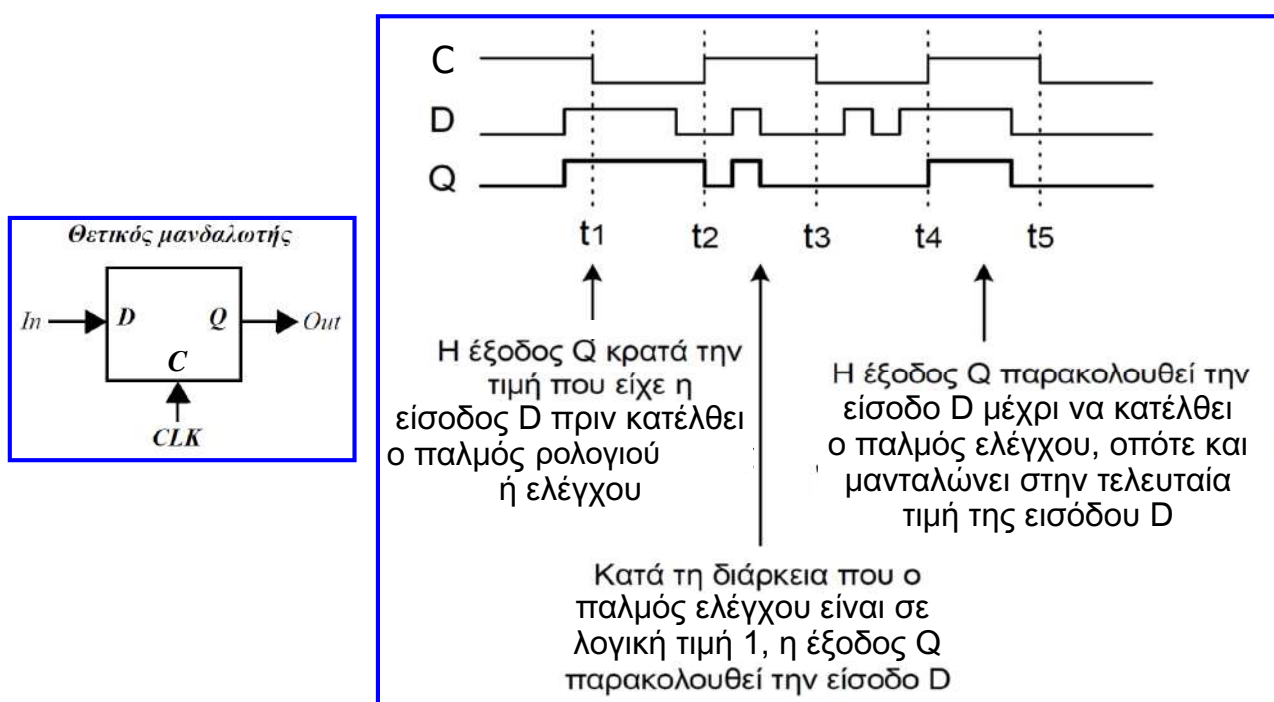 Θετικός μανδαλωτής
In D Q Out
C
CLK
C
D
Q
t1 t2 t3 t4 t5
Η έξοδος Q κρατά την
τιμή που είχε η
είσοδος D πριν κατέλθει
ο παλμός ρολογιού
ή ελέγχου
Κατά τη διάρκεια που ο
παλμός ελέγχου είναι σε
λογική τιμή 1, η έξοδος Q
παρακολουθεί την είσοδο D
Η έξοδος Q παρακολουθεί την
είσοδο D μέχρι να κατέλθει
ο παλμός ελέγχου, οπότε και
μανταλώνει στην τελευταία
τιμή της εισόδου D